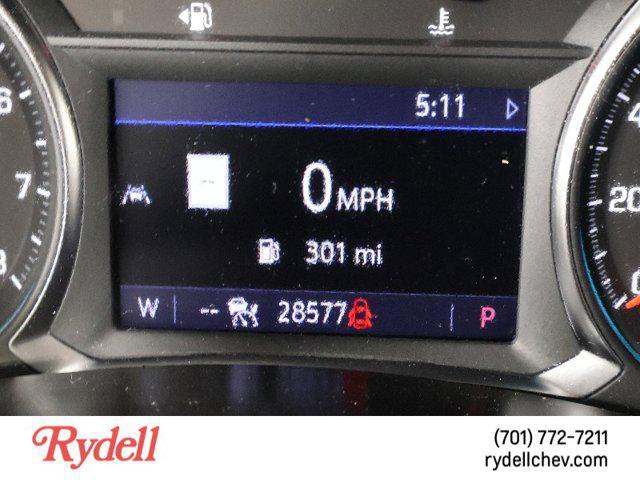 5:11
6
7
8
--
0 MPH
301 mi
W -- 28577 P
4
20
0
Rydell
(701) 772-7211
rydellchev.com